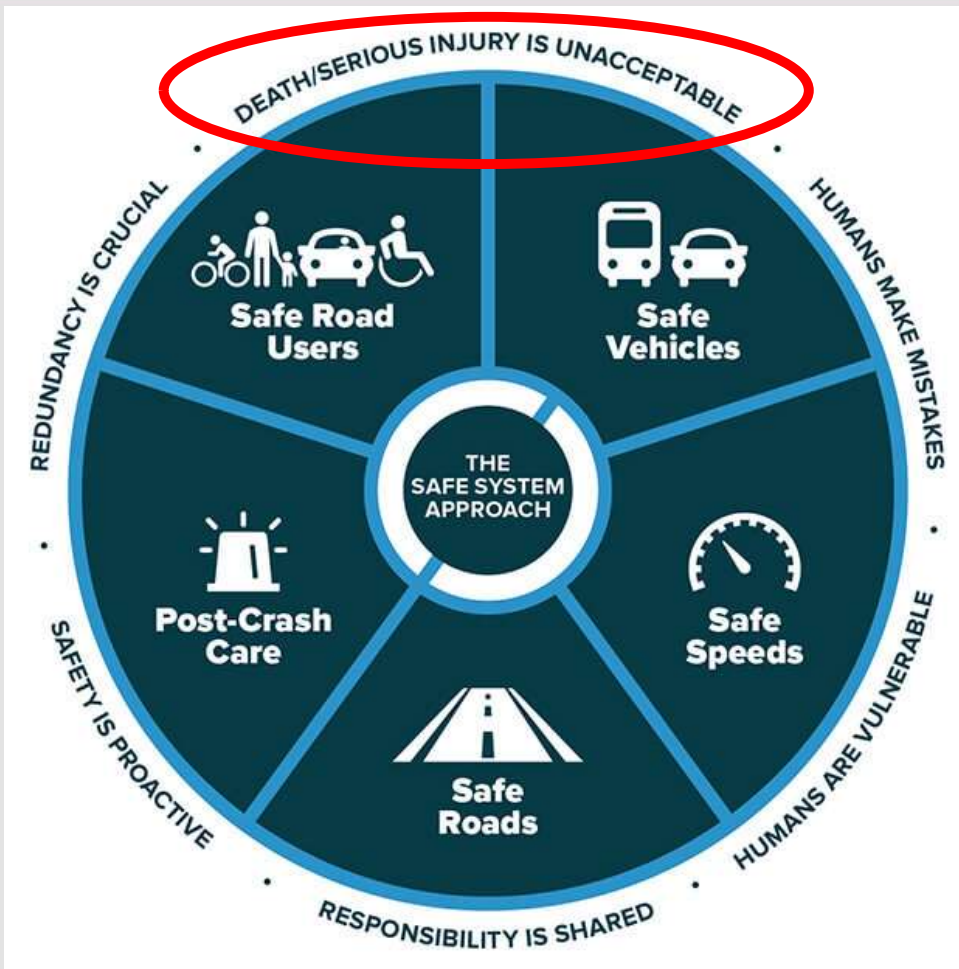 DEATH/SERIOUS INJURY IS UNACCEPTABLE
HUMANS MAKE MISTAKES
HUMANS ARE VULNERABLE
RESPONSIBILITY IS SHARED
SAFETY IS PROACTIVE
REDUNDANCY IS CRUCIAL
Safe Road
Users
Safe
Vehicles
Safe
Speeds
Safe
Roads
Post-Crash
Care
THE
SAFE SYSTEM
APPROACH